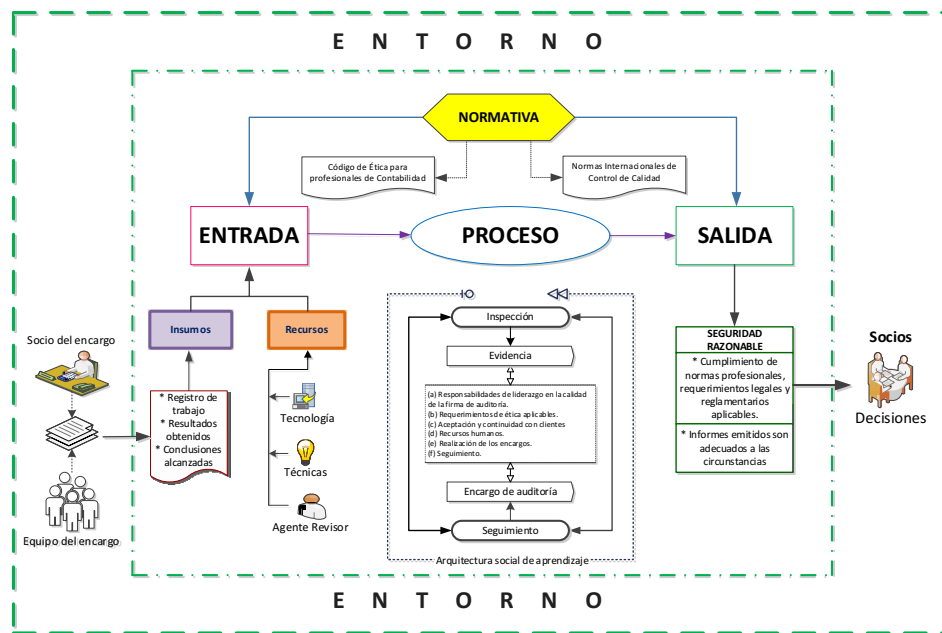 E N T O R N O
NORMATIVA
Código de Ética para
profesionales de Contabilidad
Normas Internacionales de
Control de Calidad
ENTRADA
PROCESO
SALIDA
Insumos
Recursos
Socio del encargo
* Registro de
trabajo
* Resultados
obtenidos
* Conclusiones
alcanzadas
Equipo del encargo
Tecnología
Técnicas
Agente Revisor
Inspección
Evidencia
(a) Responsabilidades de liderazgo en la calidad
de la firma de auditoría.
(b) Requerimientos de ética aplicables.
(c) Aceptación y continuidad con clientes
(d) Recursos humanos.
(e) Realización de los encargos.
(f) Seguimiento.
Encargo de auditoría
Seguimiento
Arquitectura social de aprendizaje
SEGURIDAD
RAZONABLE
* Cumplimiento de
normas profesionales,
requerimientos legales y
reglamentarios
aplicables.
* Informes emitidos son
adecuados a las
circunstancias
Socios
Decisiones
E N T O R N O